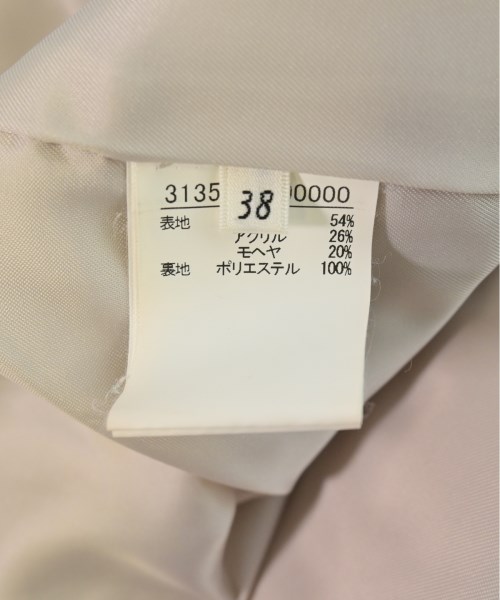 3135 0000
38
表地 54%
アクリル 26%
モヘヤ 20%
裏地 ポリエステル 100%